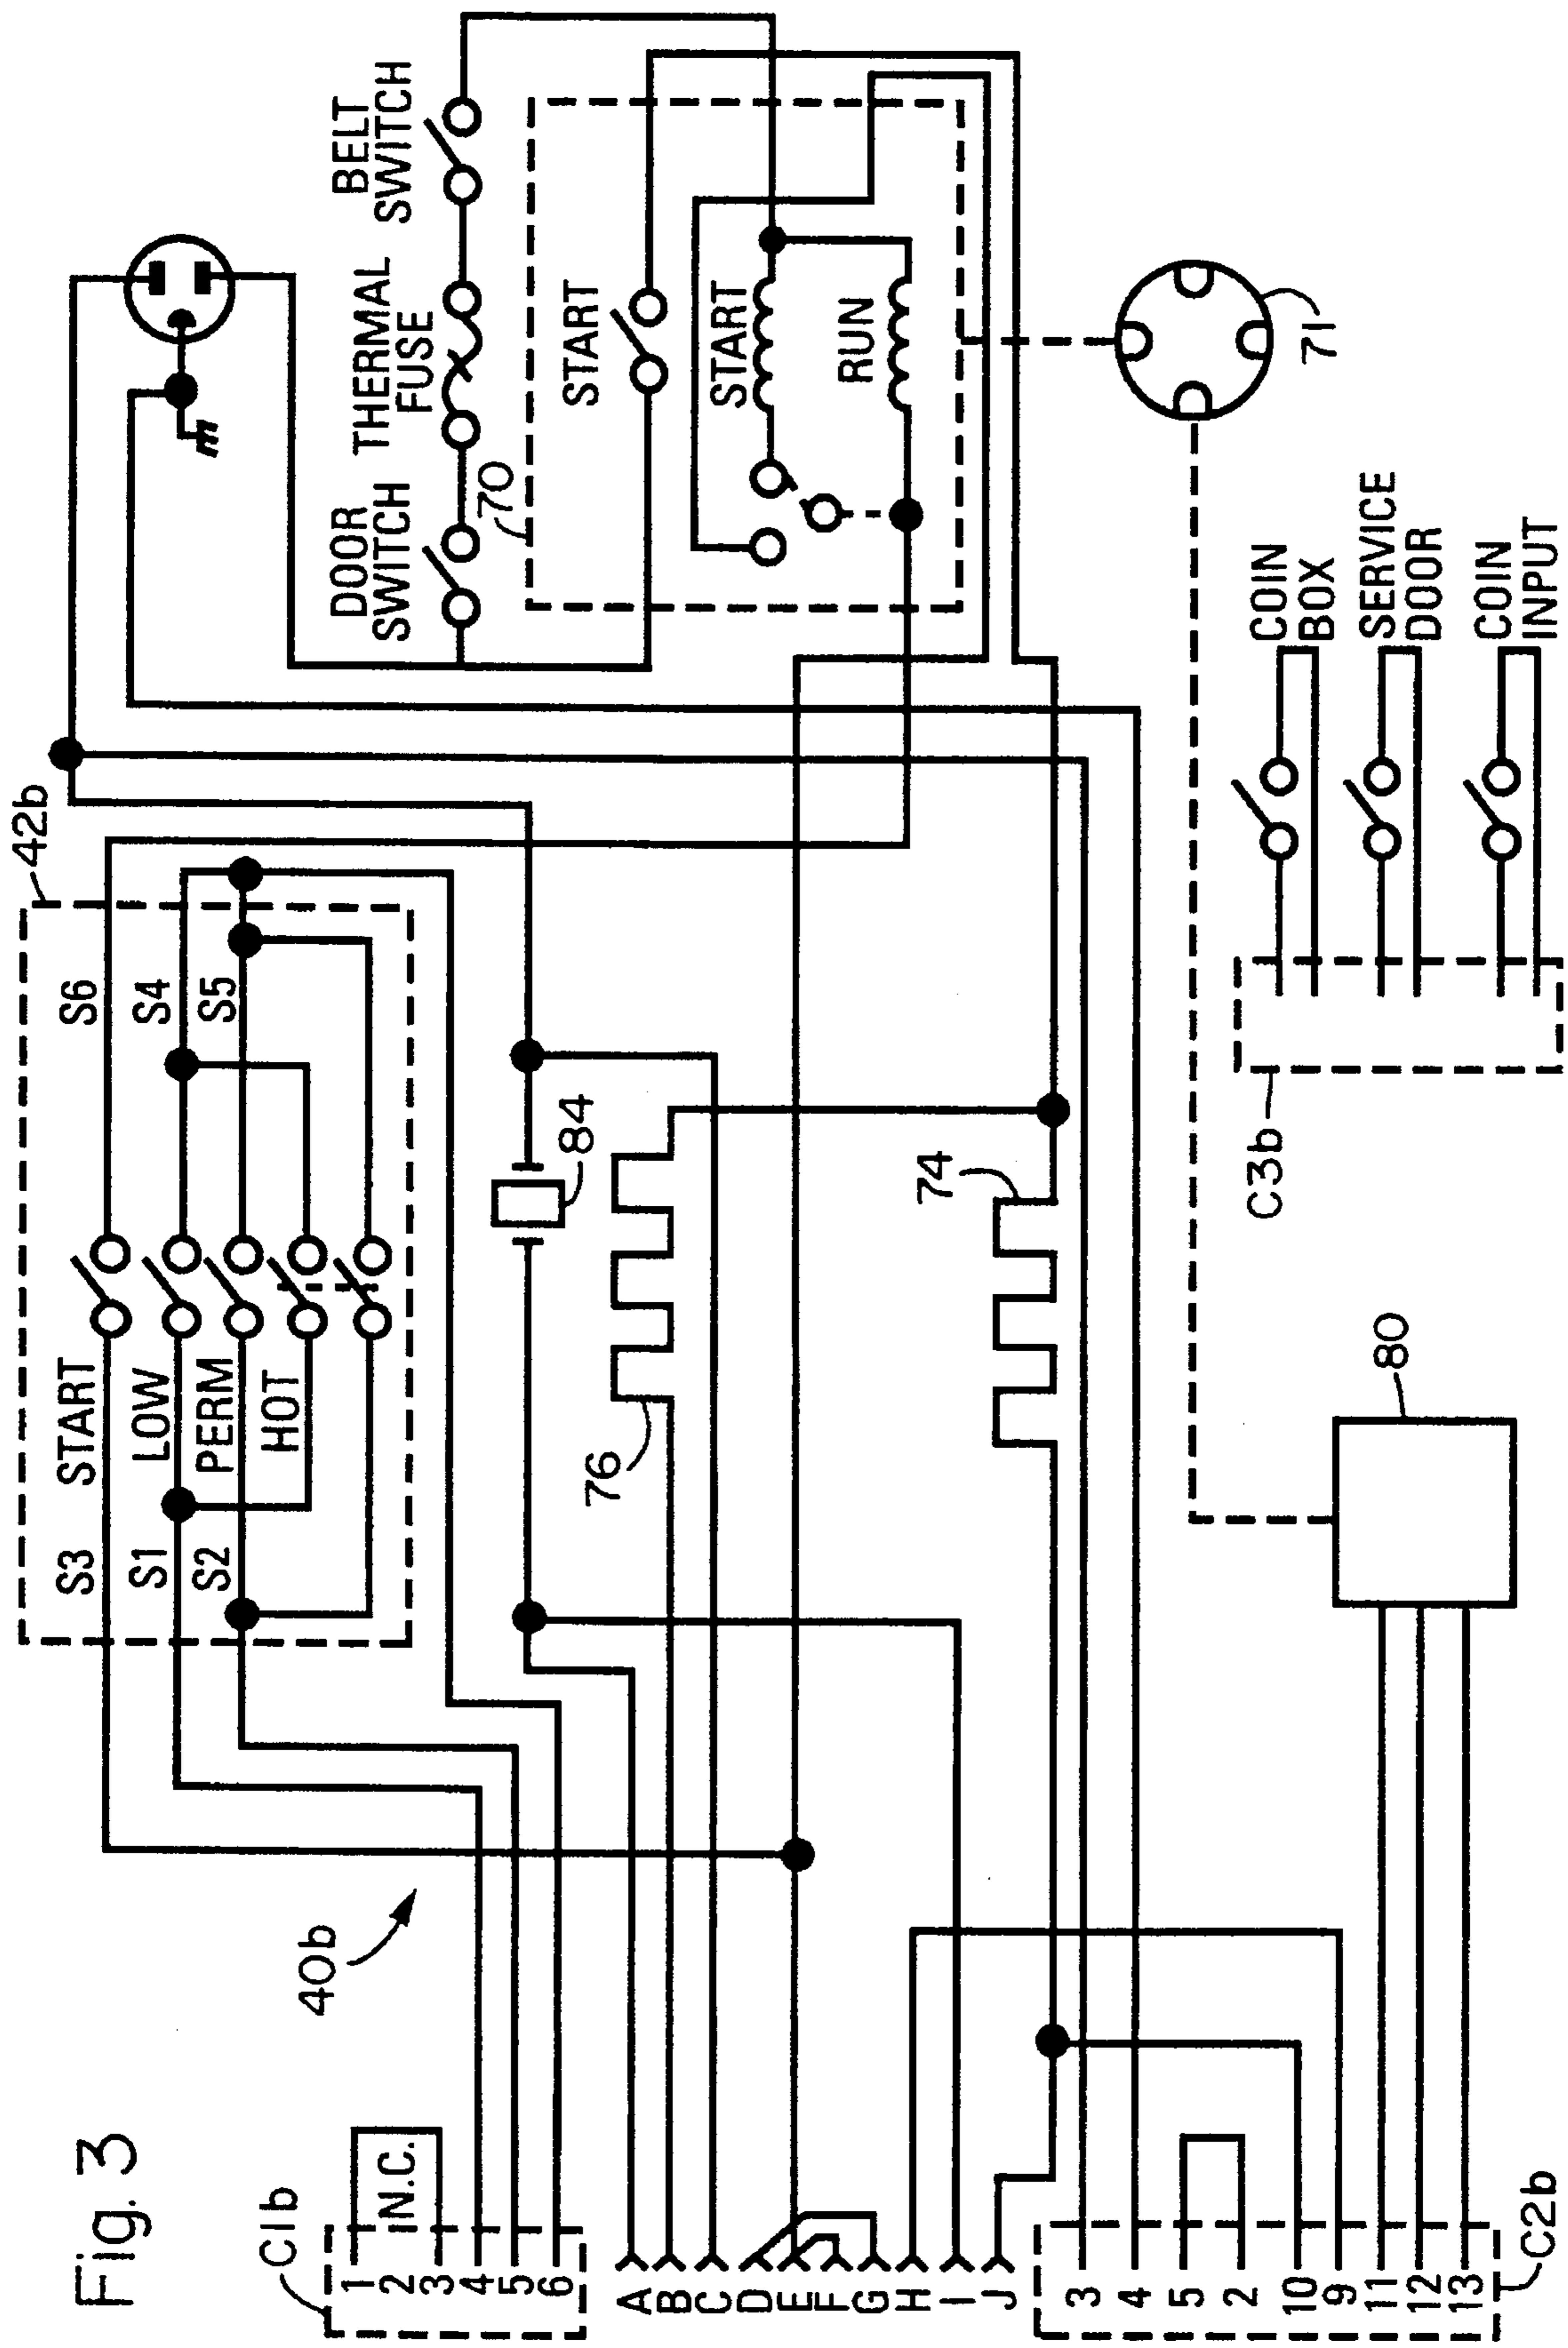 Fig. 3
40b
42b
C1b
1
2
N.C.
3
4
5
6
S3
START
S6
S1
LOW
S4
S2
PERM
S5
HOT
84
76
74
A
B
C
D
E
F
G
H
I
J
C2b
3
4
5
2
10
9
11
12
13
80
C3b
COIN
BOX
SERVICE
DOOR
COIN
INPUT
71
70
DOOR
SWITCH
THERMAL
FUSE
BELT
SWITCH
START
START
RUN